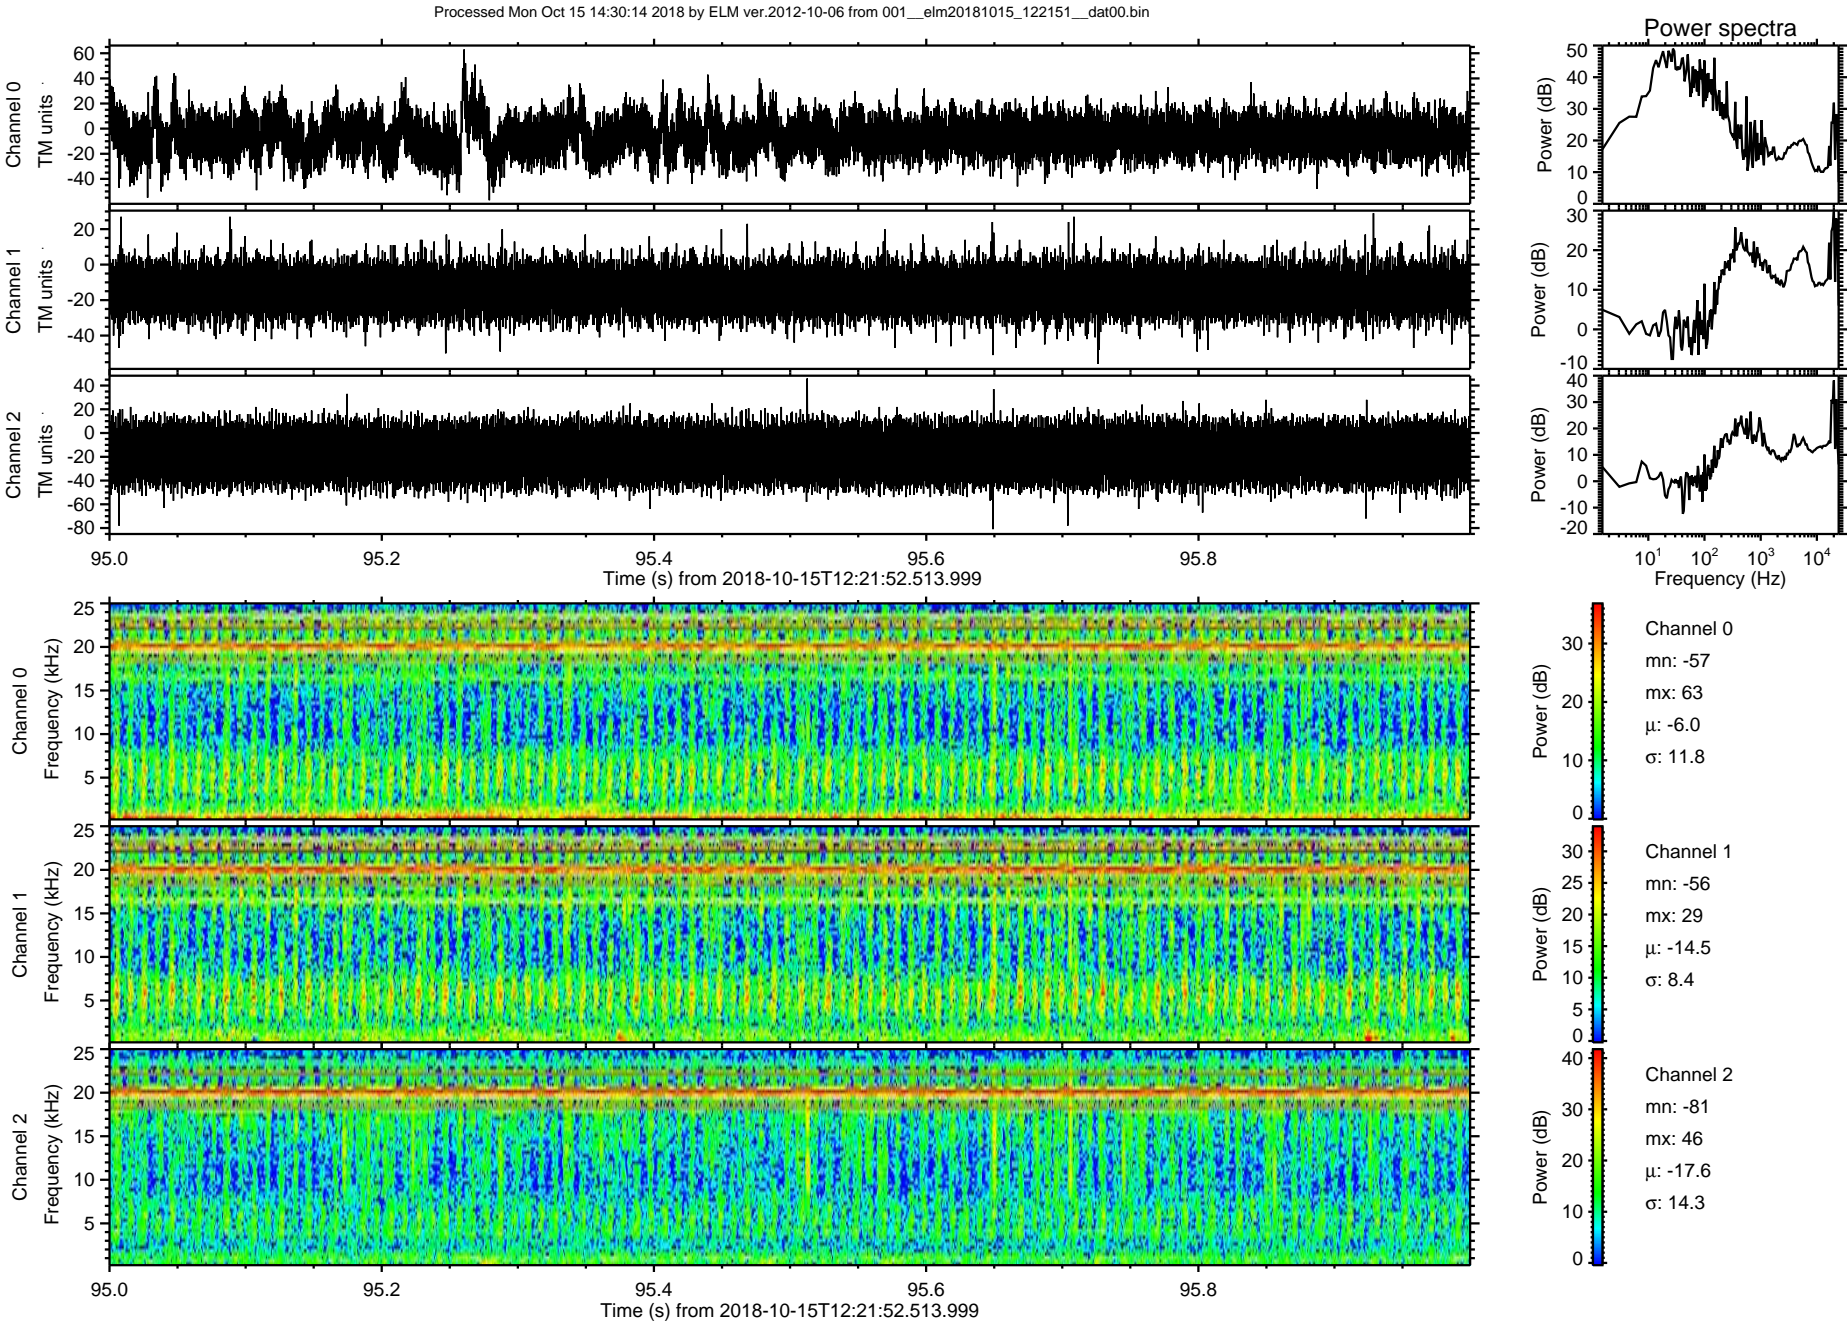 Processed Mon Oct 15 14:30:14 2018 by ELM ver.2012-10-06 from 001__elm20181015_122151__dat00.bin
Power spectra
Channel 0
TM units
60
40
20
0
-20
-40
Power (dB)
50
40
30
20
10
0
Channel 1
TM units
20
0
-20
-40
Power (dB)
30
20
10
0
-10
Channel 2
TM units
40
20
0
-20
-40
-60
-80
Power (dB)
40
30
20
10
0
-10
-20
95.0 95.2 95.4 95.6 95.8
Time (s) from 2018-10-15T12:21:52.513.999
10¹ 10² 10³ 10⁴
Frequency (Hz)
Channel 0
Frequency (kHz)
25
20
15
10
5
Power (dB)
30
20
10
0
Channel 0
mn: -57
mx: 63
μ: -6.0
σ: 11.8
Channel 1
Frequency (kHz)
25
20
15
10
5
Power (dB)
30
25
20
15
10
5
0
Channel 1
mn: -56
mx: 29
μ: -14.5
σ: 8.4
Channel 2
Frequency (kHz)
25
20
15
10
5
Power (dB)
40
30
20
10
0
Channel 2
mn: -81
mx: 46
μ: -17.6
σ: 14.3
95.0 95.2 95.4 95.6 95.8
Time (s) from 2018-10-15T12:21:52.513.999